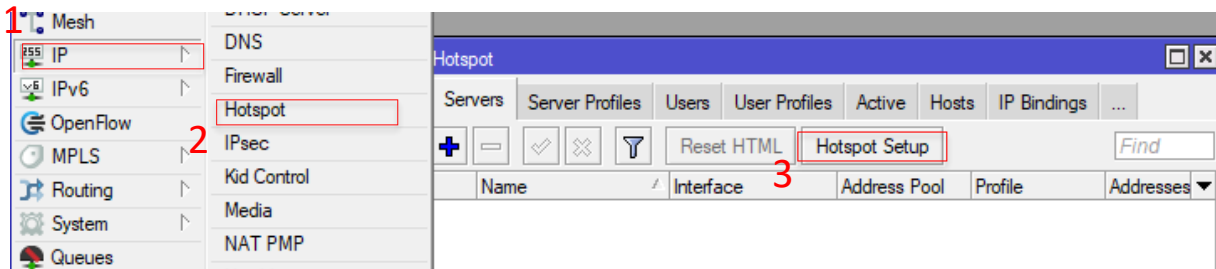 1
Mesh
255 IP
v6 IPv6
OpenFlow
MPLS
Routing
System
Queues
DNS
Firewall
Hotspot
2
IPsec
Kid Control
Media
NAT PMP
Hotspot
Servers Server Profiles Users User Profiles Active Hosts IP Bindings ...
Reset HTML Hotspot Setup Find
3
Name Interface Address Pool Profile Addresses